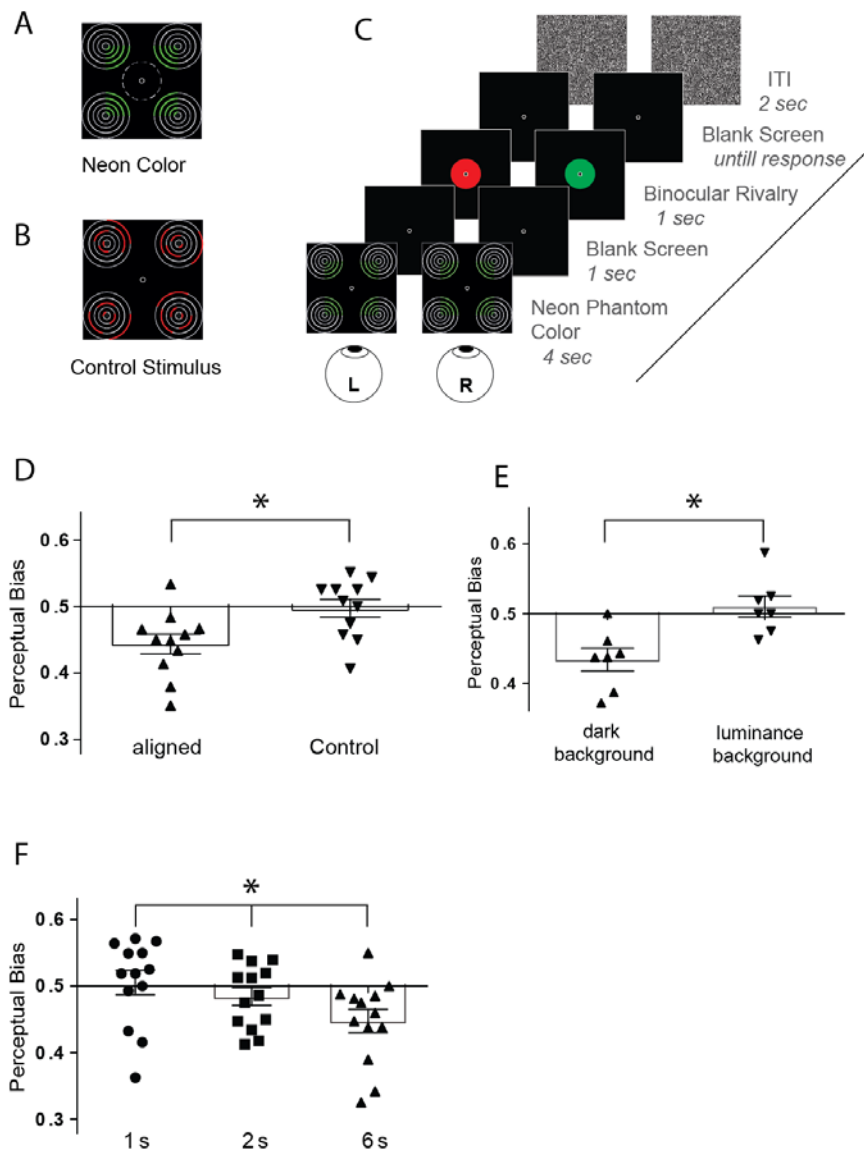 A
Neon Color
B
Control Stimulus
C
ITI
2 sec
Blank Screen
untill response
Binocular Rivalry
1 sec
Blank Screen
1 sec
Neon Phantom
Color
4 sec
L
R
D
*
Perceptual Bias
0.6
0.5
0.4
0.3
aligned
Control
E
*
Perceptual Bias
0.6
0.5
0.4
dark
background
luminance
background
F
*
Perceptual Bias
0.6
0.5
0.4
0.3
1 s
2 s
6 s